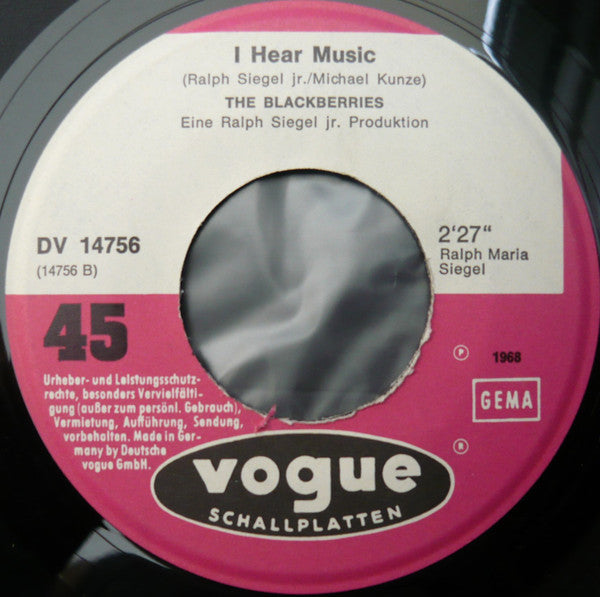 I Hear Music
(Ralph Siegel jr./Michael Kunze)
THE BLACKBERRIES
Eine Ralph Siegel jr. Produktion
DV 14756
(14756 B)
2'27"
Ralph Maria
Siegel
45
Ⓟ 1968
Urheber- und Leistungsschutz-
rechte, besonders Vervielfälti-
gung (außer zum persönl. Gebrauch),
Vermietung, Aufführung, Sendung,
vorbehalten. Made in Ger-
many by Deutsche
vogue GmbH.
GEMA
®
vogue
SCHALLPLATTEN